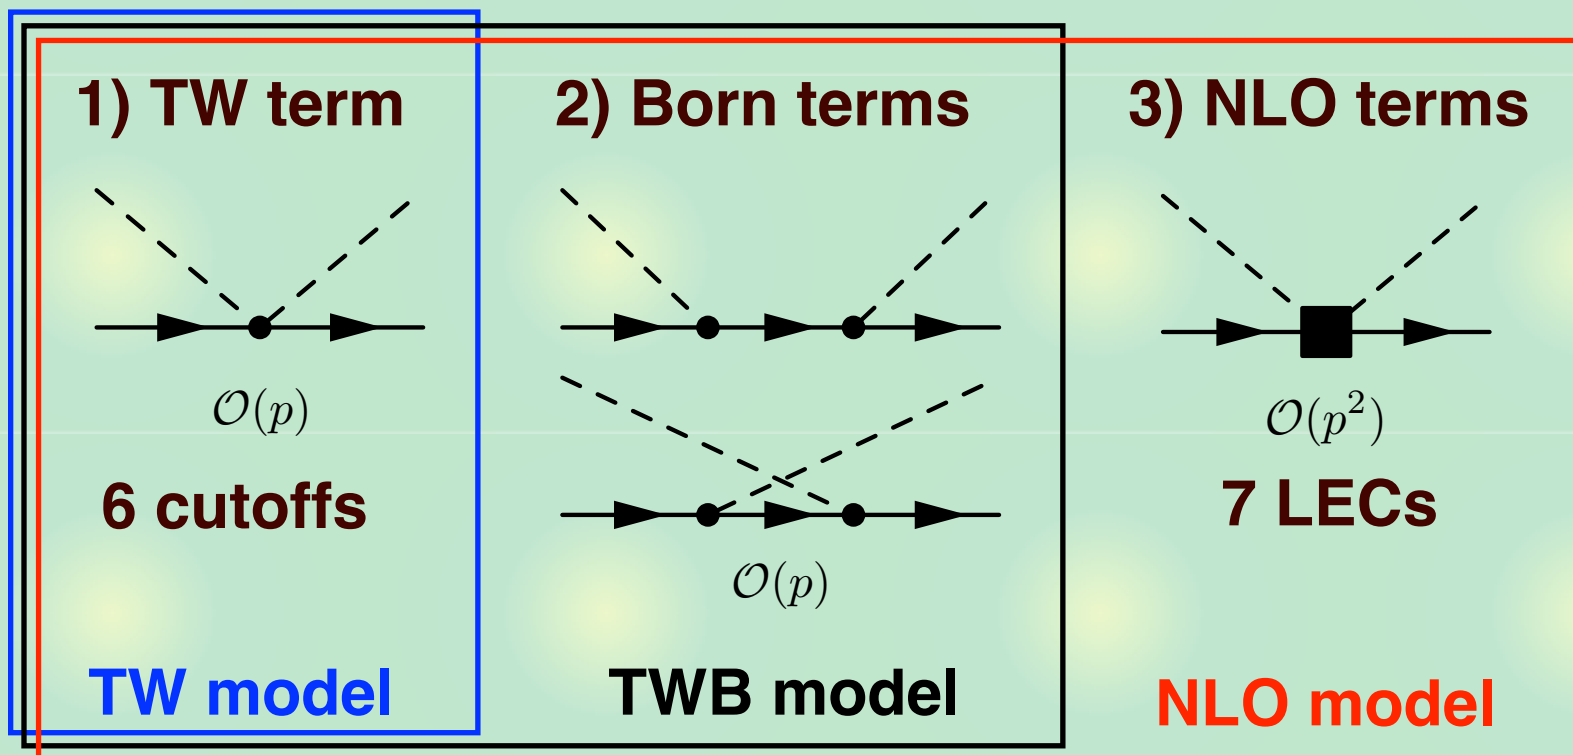 1) TW term
𝒪(p)
6 cutoffs
TW model
2) Born terms
𝒪(p)
TWB model
3) NLO terms
𝒪(p²)
7 LECs
NLO model